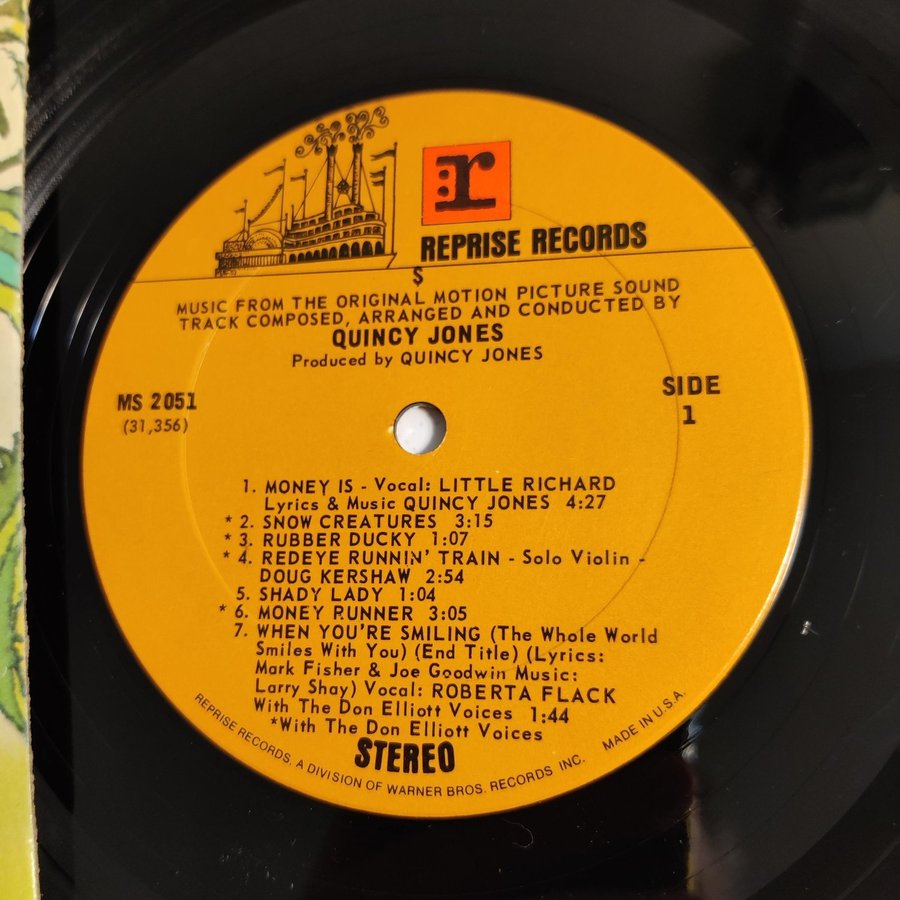 r
REPRISE RECORDS
$
MUSIC FROM THE ORIGINAL MOTION PICTURE SOUND
TRACK COMPOSED, ARRANGED AND CONDUCTED BY
QUINCY JONES
Produced by QUINCY JONES
MS 2051
(31,356)
SIDE
1
1. MONEY IS - Vocal: LITTLE RICHARD
Lyrics & Music QUINCY JONES 4:27
* 2. SNOW CREATURES 3:15
* 3. RUBBER DUCKY 1:07
* 4. REDEYE RUNNIN' TRAIN - Solo Violin -
DOUG KERSHAW 2:54
5. SHADY LADY 1:04
* 6. MONEY RUNNER 3:05
7. WHEN YOU'RE SMILING (The Whole World
Smiles With You) (End Title) (Lyrics:
Mark Fisher & Joe Goodwin Music:
Larry Shay) Vocal: ROBERTA FLACK
With The Don Elliott Voices 1:44
*With The Don Elliott Voices
STEREO
REPRISE RECORDS, A DIVISION OF WARNER BROS. RECORDS INC. MADE IN U.S.A.